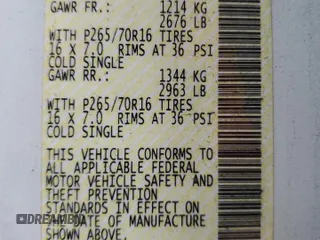 GAWR FR.: 1214 KG
2676 LB
WITH P265/70R16 TIRES
16 X 7.0 RIMS AT 36 PSI
COLD SINGLE
GAWR RR.: 1344 KG
2963 LB
WITH P265/70R16 TIRES
16 X 7.0 RIMS AT 36 PSI
COLD SINGLE
THIS VEHICLE CONFORMS TO
ALL APPLICABLE FEDERAL
MOTOR VEHICLE SAFETY AND
THEFT PREVENTION
STANDARDS IN EFFECT ON
DATE OF MANUFACTURE
SHOWN ABOVE.